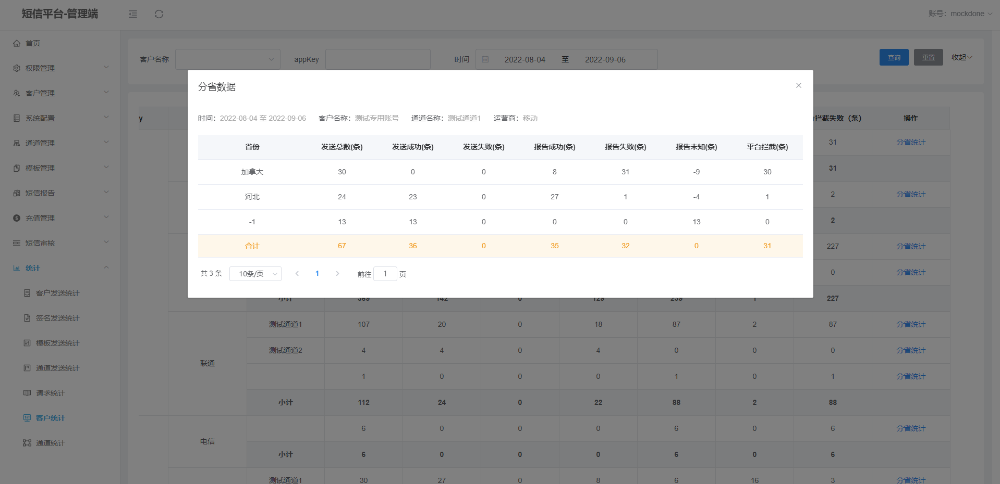 短信平台-管理端
账号：mockdone
首页
权限管理
客户管理
系统配置
通道管理
模板管理
短信报告
充值管理
短信审核
统计
客户发送统计
签名发送统计
模板发送统计
通道发送统计
请求统计
客户统计
通道统计
客户名称 appKey 时间 2022-08-04 至 2022-09-06 查询 重置 收起
分省数据
时间：2022-08-04 至 2022-09-06 客户名称：测试专用账号 通道名称：测试通道1 运营商：移动
省份 发送总数(条) 发送成功(条) 发送失败(条) 报告成功(条) 报告失败(条) 报告未知(条) 平台拦截(条)
加拿大 30 0 0 8 31 -9 30
河北 24 23 0 27 1 -4 1
-1 13 13 0 0 0 13 0
合计 67 36 0 35 32 0 31
共 3 条 10条/页 1 前往 1 页
y 拦截失败（条） 操作
31 分省统计
31
2 分省统计
2
227 分省统计
0 分省统计
小计 369 142 0 129 239 1 227
联通
测试通道1 107 20 0 18 87 2 87 分省统计
测试通道2 4 4 0 4 0 0 0 分省统计
1 0 0 0 1 0 1 分省统计
小计 112 24 0 22 88 2 88
电信
6 0 0 0 6 0 6 分省统计
小计 6 0 0 0 6 0 6
测试通道1 30 27 0 8 6 16 3 分省统计